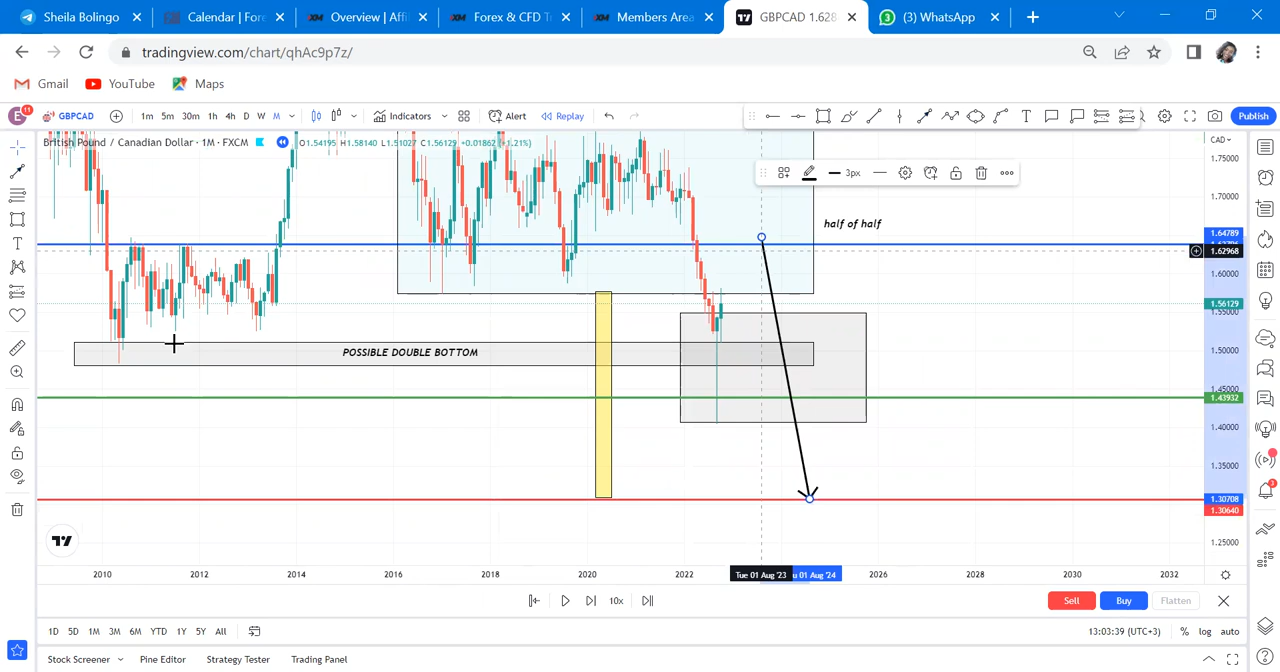 Sheila Bolingo
Calendar | Fore
Overview | Affil
Forex & CFD T
Members Area
GBPCAD 1.628
(3) WhatsApp
tradingview.com/chart/qhAc9p7z/
Gmail
YouTube
Maps
E
11
GBPCAD
1m 5m 30m 1h 4h D W M
Indicators
Alert
Replay
Publish
British Pound / Canadian Dollar · 1M · FXCM
O1.54195 H1.58140 L1.51027 C1.56129 +0.01862 (+1.21%)
CAD
1.75000
1.70000
3px
half of half
1.64789
1.62968
1.60000
1.56129
1.55000
POSSIBLE DOUBLE BOTTOM
1.50000
1.45000
1.43932
1.40000
1.35000
1.30708
1.30640
1.25000
2010 2012 2014 2016 2018 2020 2022 Tue 01 Aug '23 u 01 Aug '24 2026 2028 2030 2032
10x
Sell
Buy
Flatten
1D 5D 1M 3M 6M YTD 1Y 5Y All
13:03:39 (UTC+3)
% log auto
Stock Screener
Pine Editor
Strategy Tester
Trading Panel